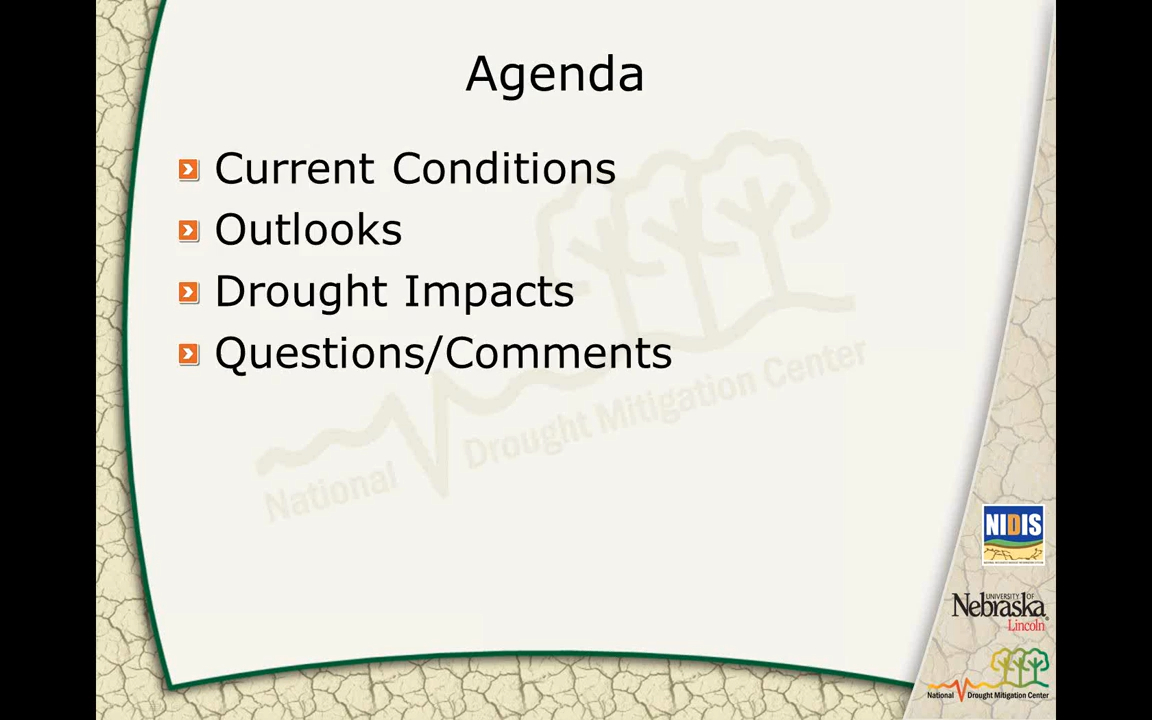 Agenda
Current Conditions
Outlooks
Drought Impacts
Questions/Comments
National Drought Mitigation Center
NIDIS
UNIVERSITY OF
Nebraska
Lincoln
National Drought Mitigation Center